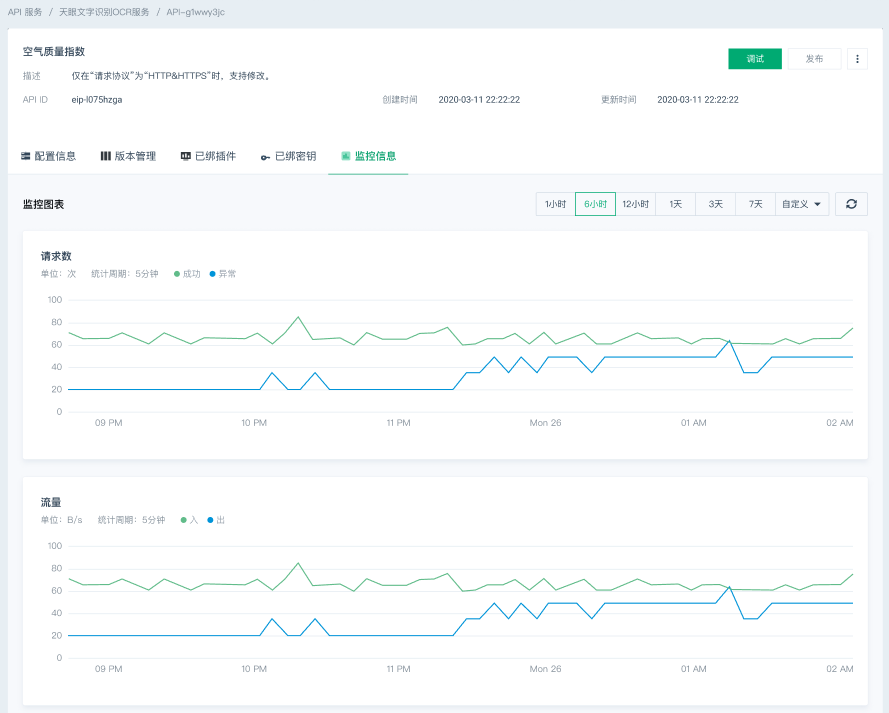 API 服务 / 天眼文字识别OCR服务 / API-g1wwy3jc
空气质量指数
调试 发布
描述 仅在“请求协议”为“HTTP&HTTPS”时，支持修改。
API ID eip-l075hzga 创建时间 2020-03-11 22:22:22 更新时间 2020-03-11 22:22:22
配置信息 版本管理 已绑插件 已绑密钥 监控信息
监控图表 1小时 6小时 12小时 1天 3天 7天 自定义
请求数
单位：次 统计周期：5分钟 成功 异常
100
80
60
40
20
0
09 PM 10 PM 11 PM Mon 26 01 AM 02 AM
流量
单位：B/s 统计周期：5分钟 入 出
100
80
60
40
20
0
09 PM 10 PM 11 PM Mon 26 01 AM 02 AM